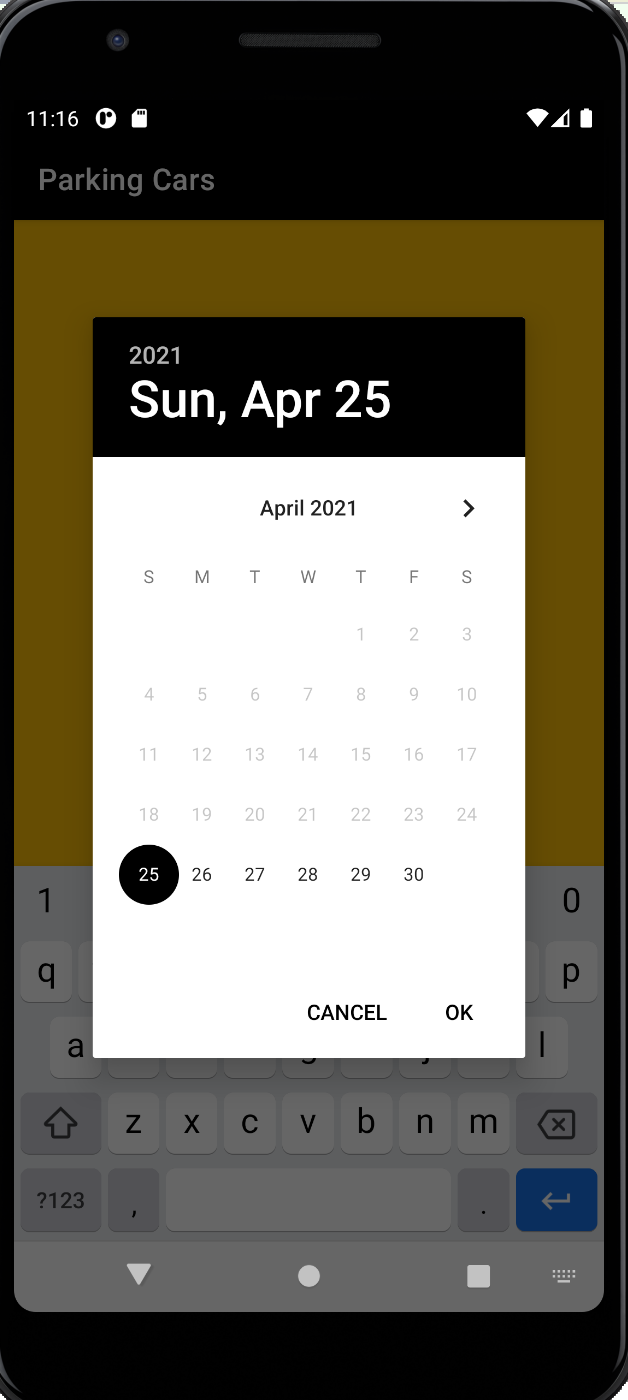 11:16
Parking Cars
2021
Sun, Apr 25
April 2021
S M T W T F S
1 2 3
4 5 6 7 8 9 10
11 12 13 14 15 16 17
18 19 20 21 22 23 24
25 26 27 28 29 30
CANCEL OK
1 0
q p
a l
z x c v b n m
?123 , .